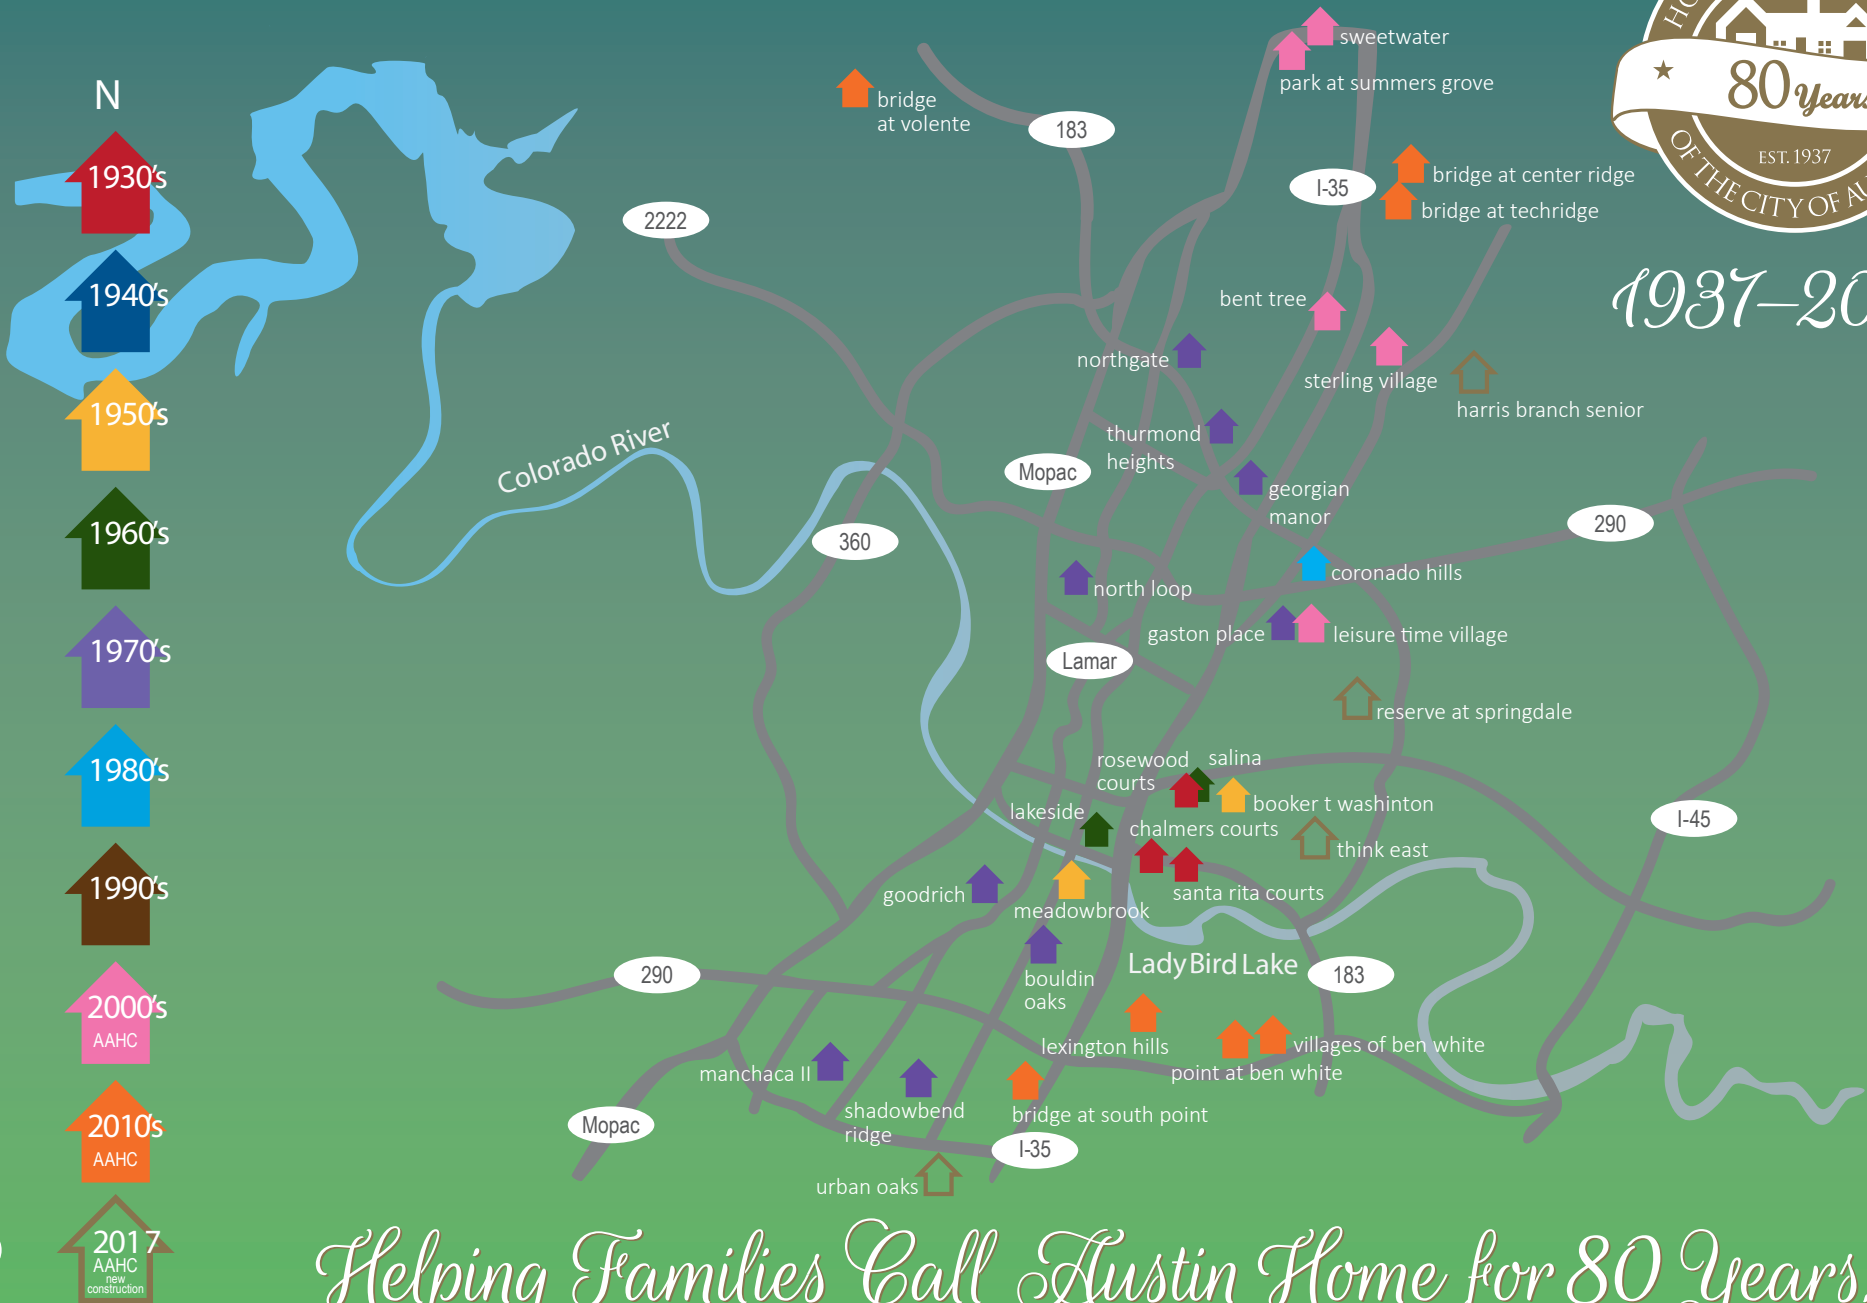 N
1930's
1940's
1950's
1960's
1970's
1980's
1990's
2000's
AAHC
2010's
AAHC
2017
AAHC
new
construction
80 Years
EST. 1937
OF THE CITY OF AU
1937–20
sweetwater
park at summers grove
bridge
at volente
183
I-35
bridge at center ridge
bridge at techridge
2222
bent tree
northgate
sterling village
harris branch senior
thurmond
heights
Colorado River
Mopac
georgian
manor
290
360
coronado hills
north loop
gaston place
leisure time village
Lamar
reserve at springdale
rosewood
courts
salina
booker t washinton
lakeside
chalmers courts
I-45
think east
goodrich
santa rita courts
meadowbrook
Lady Bird Lake
183
290
bouldin
oaks
lexington hills
villages of ben white
point at ben white
manchaca II
shadowbend
ridge
bridge at south point
Mopac
I-35
urban oaks
Helping Families Call Austin Home for 80 Years